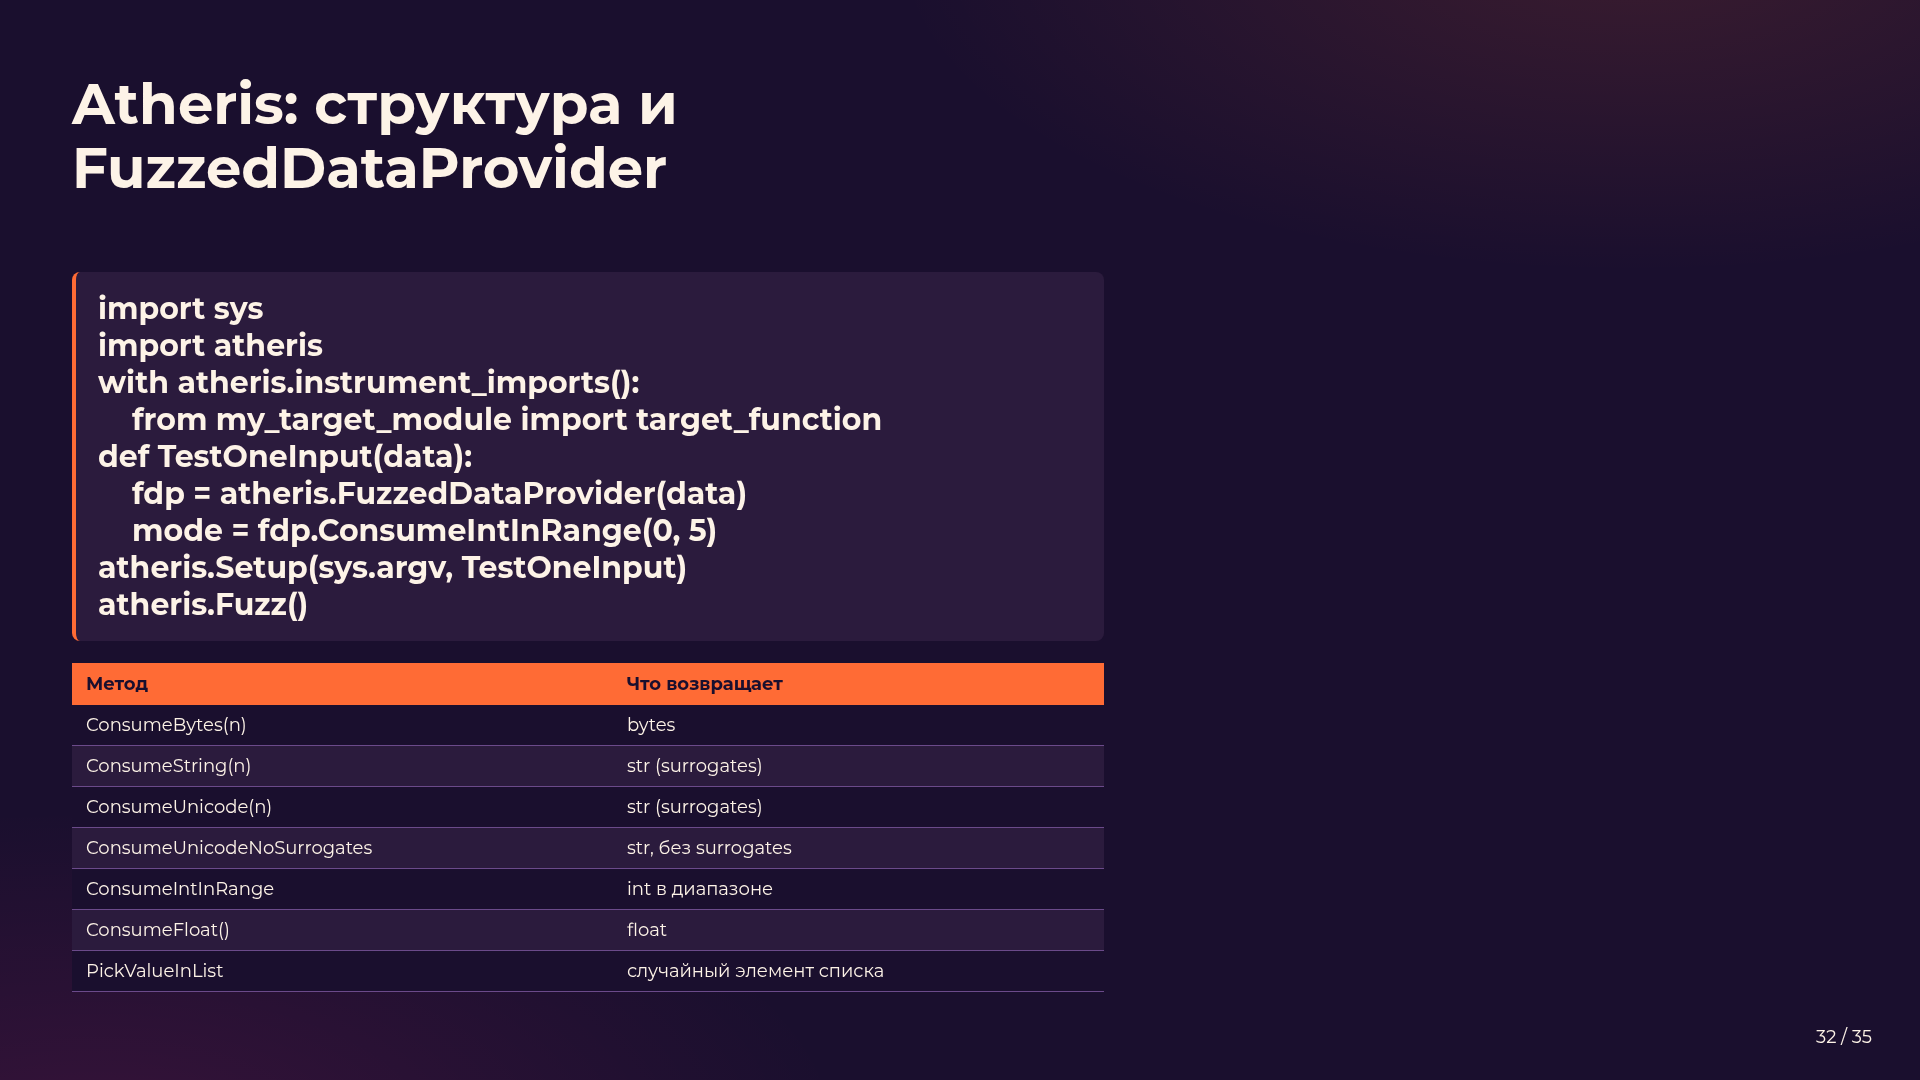 Atheris: структура и
FuzzedDataProvider
import sys
import atheris
with atheris.instrument_imports():
    from my_target_module import target_function
def TestOneInput(data):
    fdp = atheris.FuzzedDataProvider(data)
    mode = fdp.ConsumeIntInRange(0, 5)
atheris.Setup(sys.argv, TestOneInput)
atheris.Fuzz()
Метод Что возвращает
ConsumeBytes(n) bytes
ConsumeString(n) str (surrogates)
ConsumeUnicode(n) str (surrogates)
ConsumeUnicodeNoSurrogates str, без surrogates
ConsumeIntInRange int в диапазоне
ConsumeFloat() float
PickValueInList случайный элемент списка
32 / 35